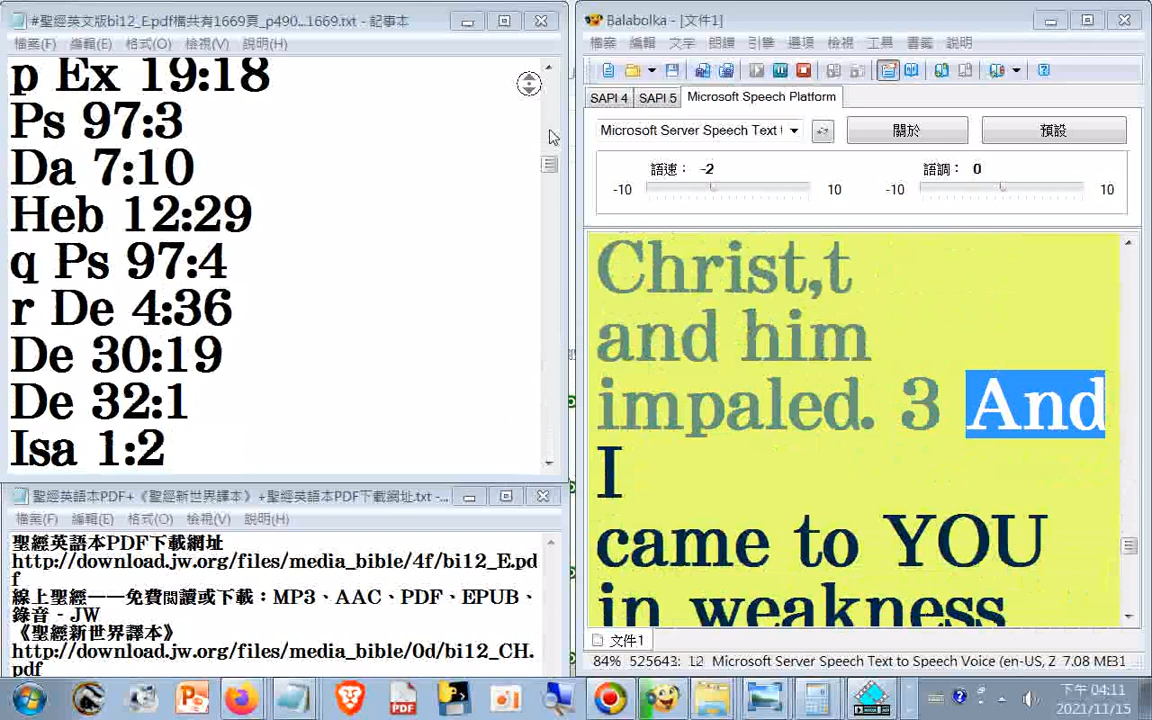 #聖經英文版bi12_E.pdf檔共有1669頁_p490...1669.txt - 記事本
檔案(F) 編輯(E) 格式(O) 檢視(V) 說明(H)
p Ex 19:18
Ps 97:3
Da 7:10
Heb 12:29
q Ps 97:4
r De 4:36
De 30:19
De 32:1
Isa 1:2
聖經英語本PDF+《聖經新世界譯本》+聖經英語本PDF下載網址.txt -...
檔案(F) 編輯(E) 格式(O) 檢視(V) 說明(H)
聖經英語本PDF下載網址
http://download.jw.org/files/media_bible/4f/bi12_E.pd
f
線上聖經——免費閱讀或下載：MP3、AAC、PDF、EPUB、
錄音 - JW
《聖經新世界譯本》
http://download.jw.org/files/media_bible/0d/bi12_CH.
pdf
Balabolka - [文件1]
檔案 編輯 文字 朗讀 引擎 選項 檢視 工具 書籤 說明
SAPI 4 SAPI 5 Microsoft Speech Platform
Microsoft Server Speech Text 關於 預設
語速： -2 語調： 0
-10 10 -10 10
Christ,t
and him
impaled. 3 And
I
came to YOU
in weakness
文件1
84% 525643: 12 Microsoft Server Speech Text to Speech Voice (en-US, Z 7.08 MB
下午 04:11
2021/11/15